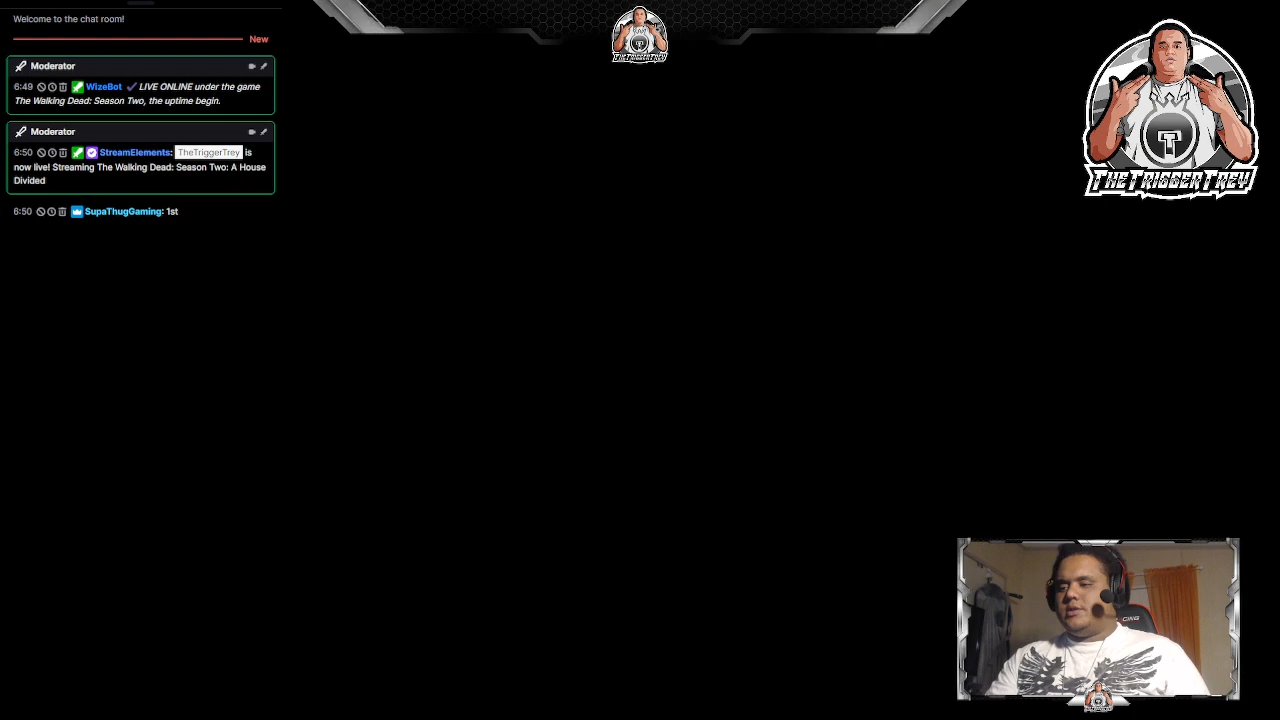 Welcome to the chat room!
New
Moderator
6:49 WizeBot LIVE ONLINE under the game
The Walking Dead: Season Two, the uptime begin.
Moderator
6:50 StreamElements: TheTriggerTrey is
now live! Streaming The Walking Dead: Season Two: A House
Divided
6:50 SupaThugGaming: 1st
THETRIGGERTREY
T
THETRIGGERTREY